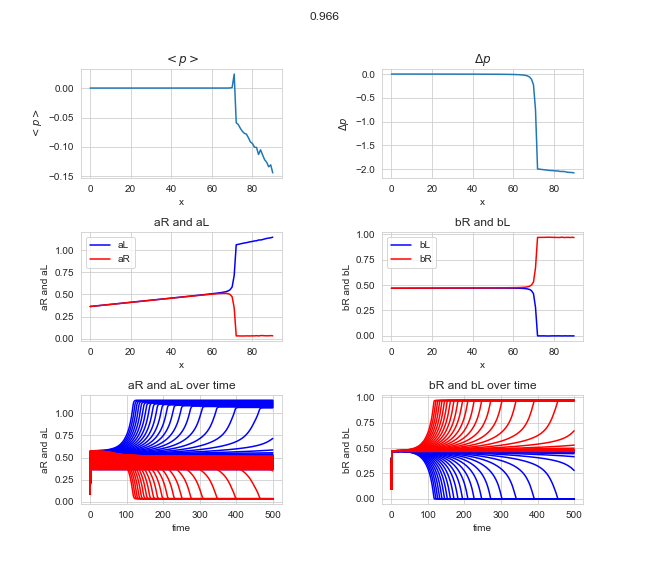 0.966
< p >
Δp
0.00
−0.05
−0.10
−0.15
< p >
0 20 40 60 80
x
0.0
−0.5
−1.0
−1.5
−2.0
Δp
0 20 40 60 80
x
aR and aL
aL
aR
1.00
0.75
0.50
0.25
0.00
aR and aL
0 20 40 60 80
x
bR and bL
bL
bR
1.00
0.75
0.50
0.25
0.00
bR and bL
0 20 40 60 80
x
aR and aL over time
1.00
0.75
0.50
0.25
0.00
aR and aL
0 100 200 300 400 500
time
bR and bL over time
1.00
0.75
0.50
0.25
0.00
bR and bL
0 100 200 300 400 500
time